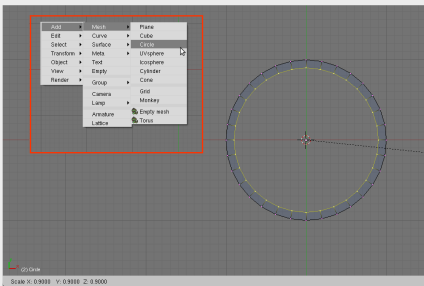 Add
Edit
Select
Transform
Object
View
Render
Mesh
Curve
Surface
Meta
Text
Empty
Group
Camera
Lamp
Armature
Lattice
Plane
Cube
Circle
UVsphere
Icosphere
Cylinder
Cone
Grid
Monkey
Empty mesh
Torus
(2) Circle
Scale X: 0.9000 Y: 0.9000 Z: 0.9000